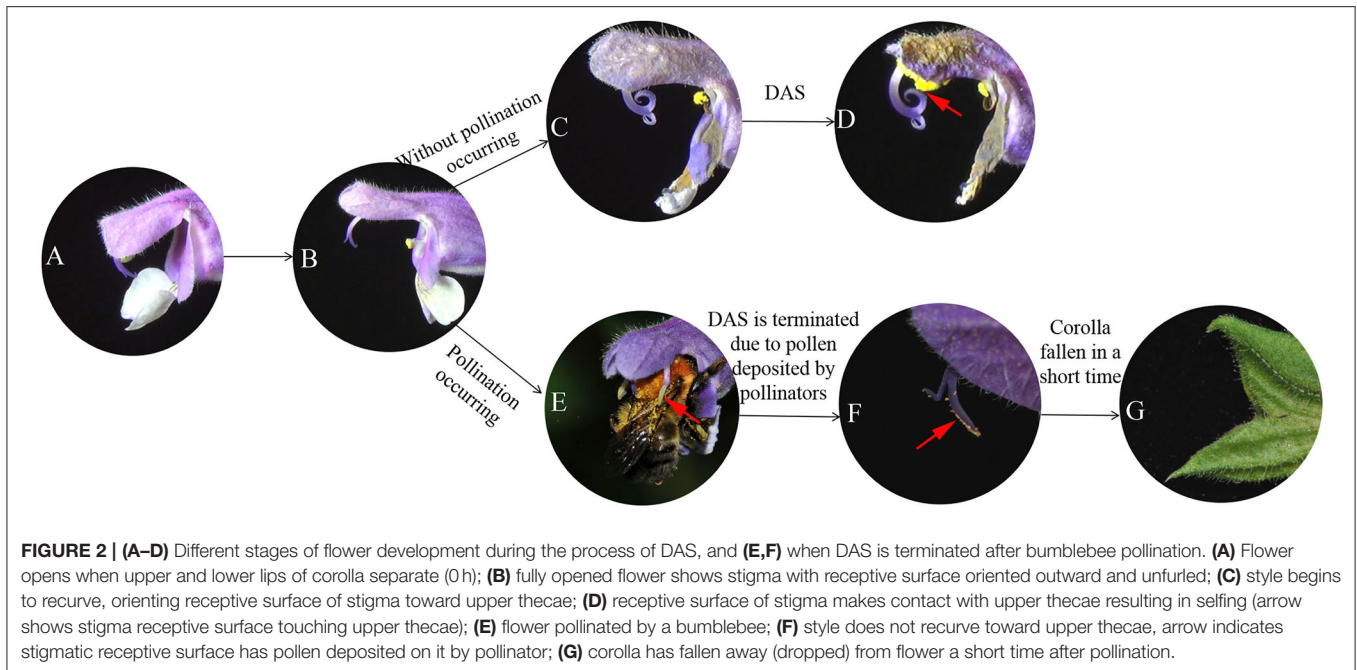 Without pollination
occurring
C
DAS
D
A
B
Pollination
occurring
E
DAS is terminated
due to pollen
deposited by
pollinators
F
Corolla
fallen in a
short time
G
FIGURE 2 | (A–D) Different stages of flower development during the process of DAS, and (E,F) when DAS is terminated after bumblebee pollination. (A) Flower
opens when upper and lower lips of corolla separate (0 h); (B) fully opened flower shows stigma with receptive surface oriented outward and unfurled; (C) style begins
to recurve, orienting receptive surface of stigma toward upper thecae; (D) receptive surface of stigma makes contact with upper thecae resulting in selfing (arrow
shows stigma receptive surface touching upper thecae); (E) flower pollinated by a bumblebee; (F) style does not recurve toward upper thecae, arrow indicates
stigmatic receptive surface has pollen deposited on it by pollinator; (G) corolla has fallen away (dropped) from flower a short time after pollination.